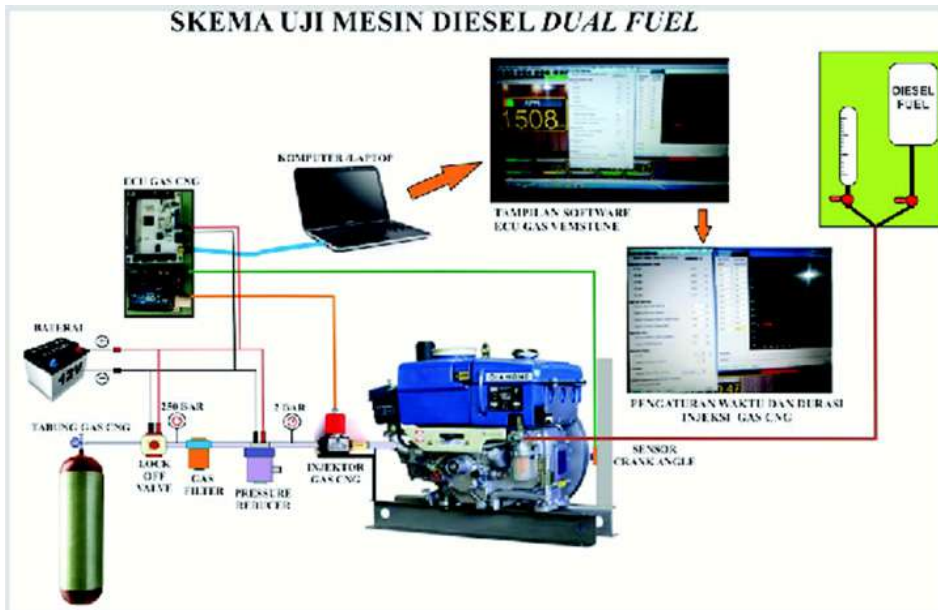 SKEMA UJI MESIN DIESEL DUAL FUEL
DIESEL
FUEL
KOMPUTER /LAPTOP
1508
ECU GAS CNG
TAMPILAN SOFTWARE
ECU GAS VEMSTUNE
BATERAI
12V
PENGATURAN WAKTU DAN DURASI
INJEKSI GAS CNG
DIAMOND
250 BAR
2 BAR
TABUNG GAS CNG
LOCK
OFF
VALVE
GAS
FILTER
PRESSURE
REDUCER
INJEKTOR
GAS CNG
SENSOR
CRANK ANGLE